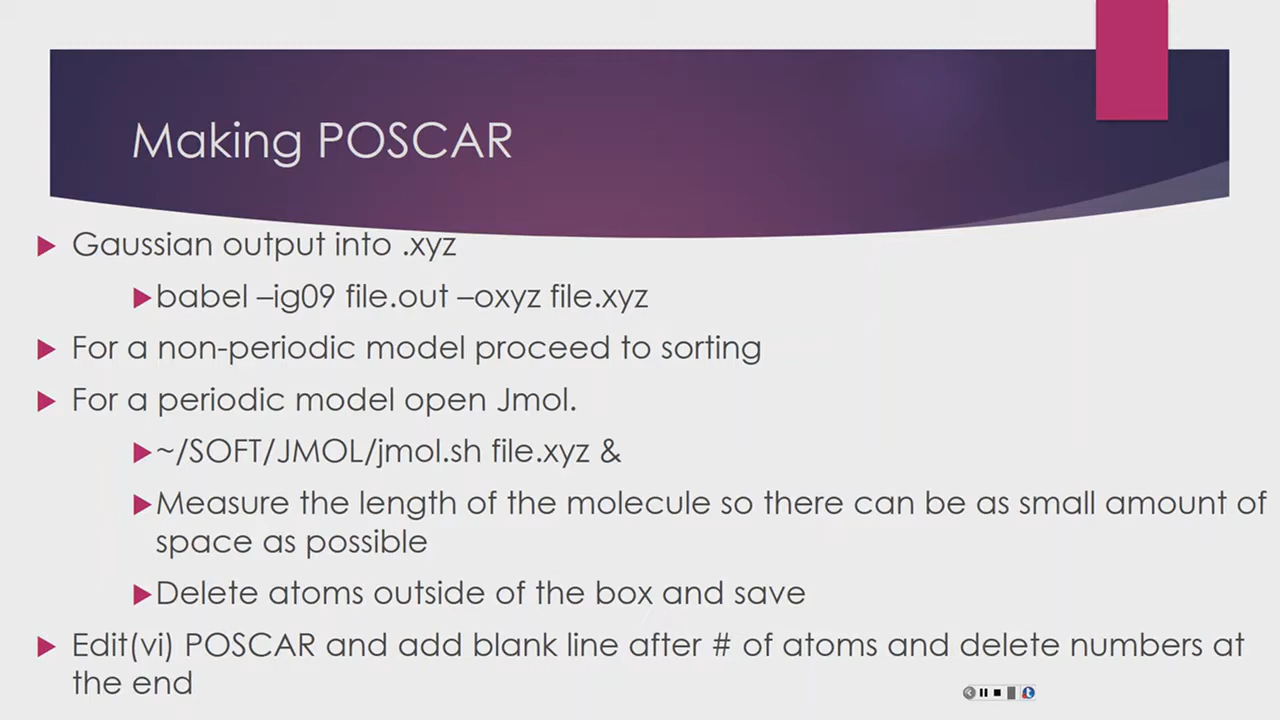 Making POSCAR
Gaussian output into .xyz
babel –ig09 file.out –oxyz file.xyz
For a non-periodic model proceed to sorting
For a periodic model open Jmol.
~/SOFT/JMOL/jmol.sh file.xyz &
Measure the length of the molecule so there can be as small amount of
space as possible
Delete atoms outside of the box and save
Edit(vi) POSCAR and add blank line after # of atoms and delete numbers at
the end